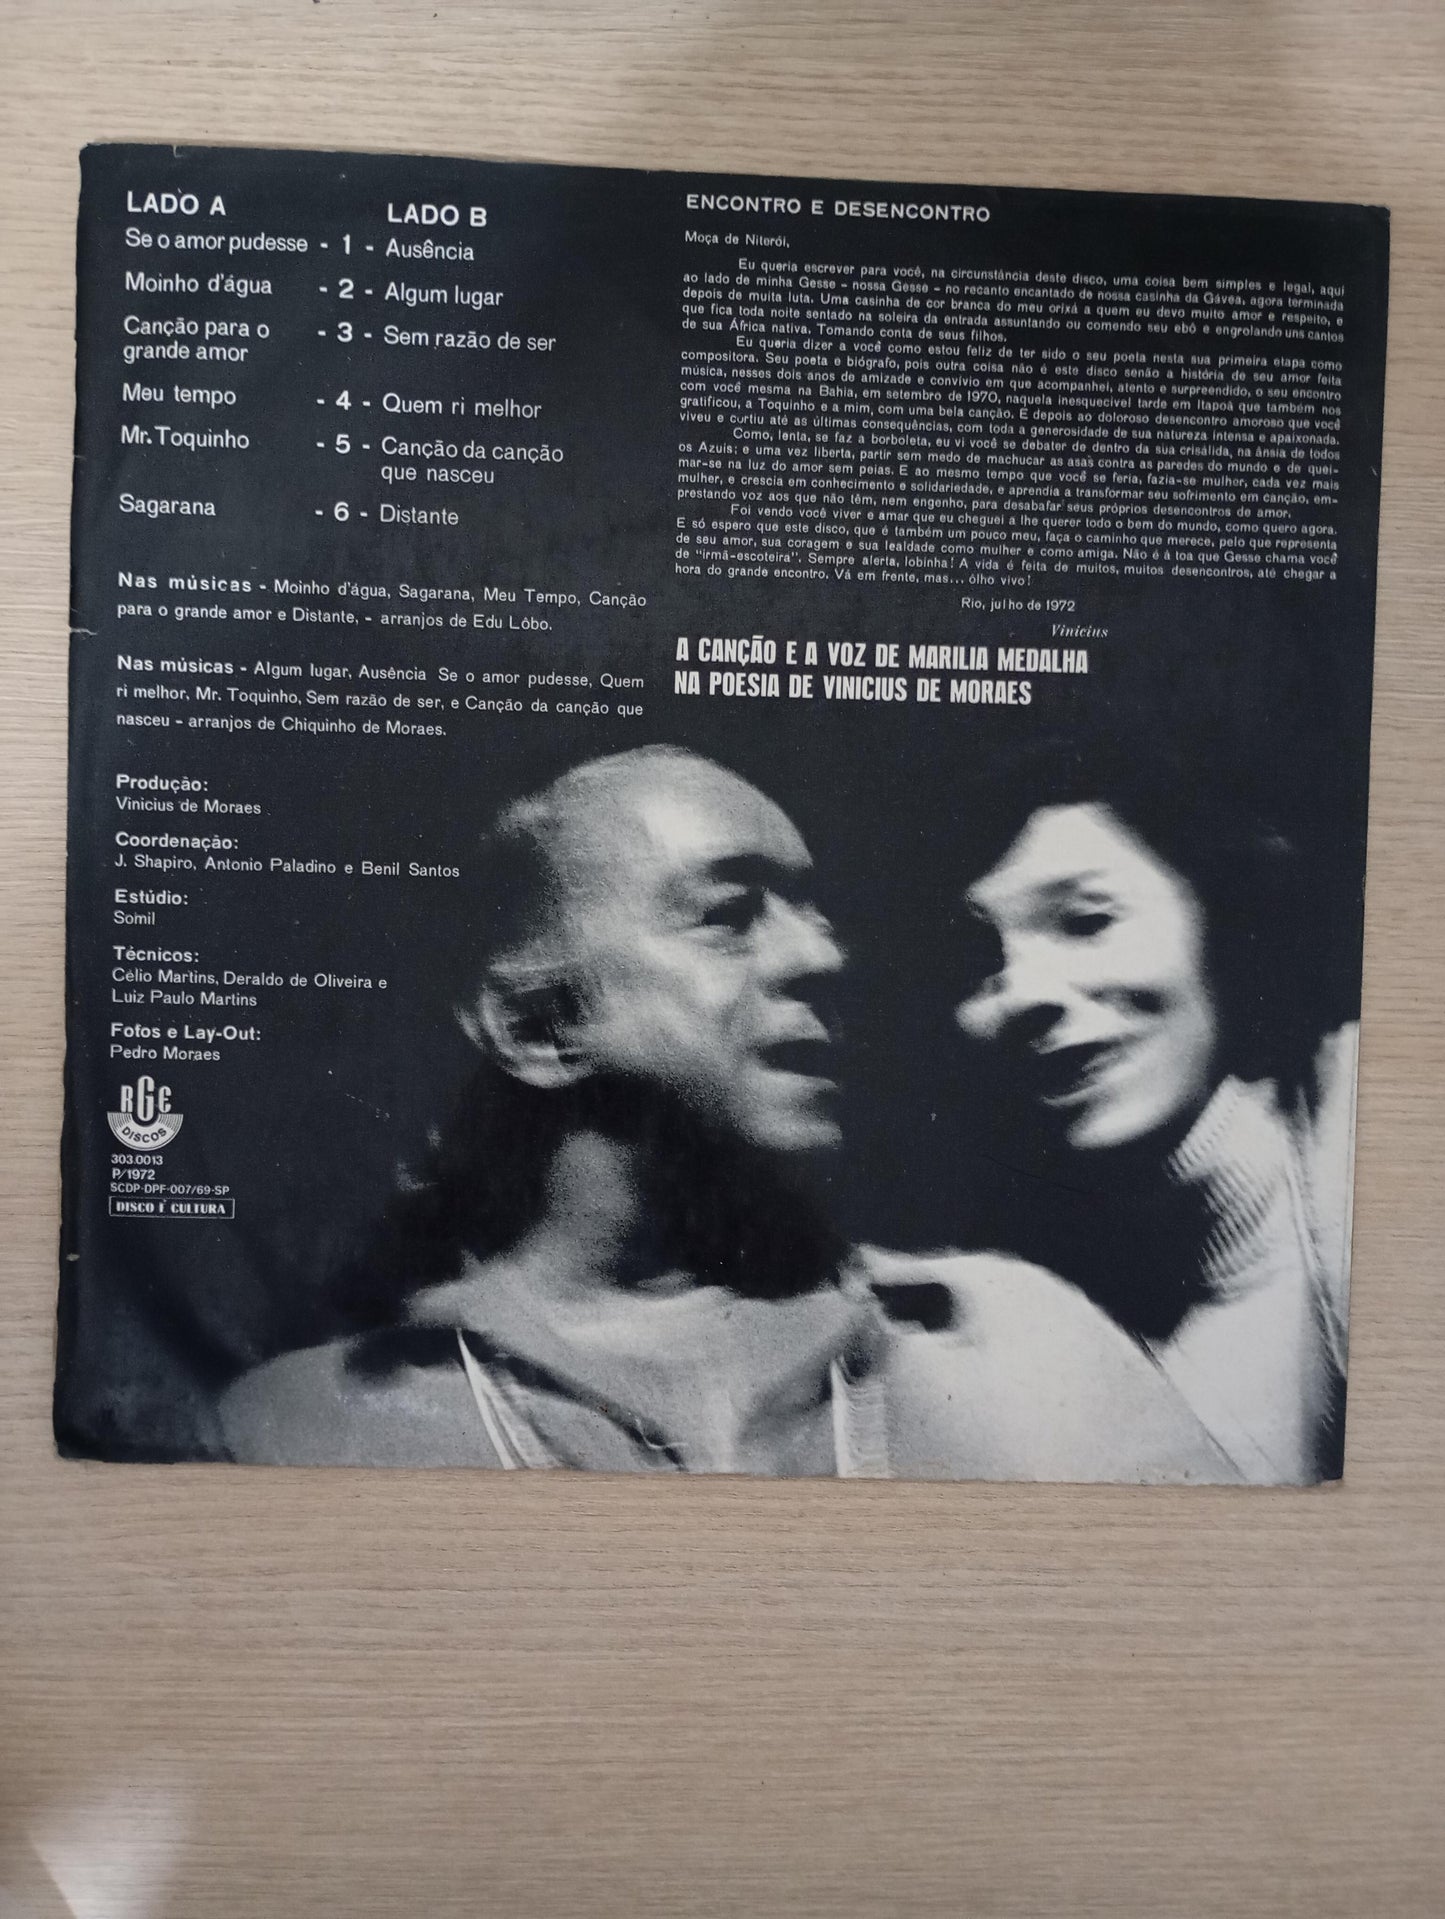 LADO A
Se o amor pudesse - 1 -
Moinho d'água - 2 -
Canção para o - 3 -
grande amor
Meu tempo - 4 -
Mr. Toquinho - 5 -
Sagarana - 6 -
LADO B
Ausência
Algum lugar
Sem razão de ser
Quem ri melhor
Canção da canção
que nasceu
Distante
Nas músicas - Moinho d'água, Sagarana, Meu Tempo, Canção
para o grande amor e Distante, - arranjos de Edu Lôbo.
Nas músicas - Algum lugar, Ausência Se o amor pudesse, Quem
ri melhor, Mr. Toquinho, Sem razão de ser, e Canção da canção que
nasceu - arranjos de Chiquinho de Moraes.
Produção:
Vinicius de Moraes
Coordenação:
J. Shapiro, Antonio Paladino e Benil Santos
Estúdio:
Somil
Técnicos:
Célio Martins, Deraldo de Oliveira e
Luiz Paulo Martins
Fotos e Lay-Out:
Pedro Moraes
RGE
DISCOS
303.0013
P/1972
SCDP-DPF-007/69-SP
DISCO É CULTURA
ENCONTRO E DESENCONTRO
Moça de Niterói,
Eu queria escrever para você, na circunstância deste disco, uma coisa bem simples e legal, aqui
ao lado de minha Gesse - nossa Gesse - no recanto encantado de nossa casinha da Gávea, agora terminada
depois de muita luta. Uma casinha de cor branca do meu orixá a quem eu devo muito amor e respeito, e
que fica toda noite sentado na soleira da entrada assuntando ou comendo seu ebô e engrolando uns cantos
de sua África nativa. Tomando conta de seus filhos.
Eu queria dizer a você como estou feliz de ter sido o seu poeta nesta sua primeira etapa como
compositora. Seu poeta e biógrafo, pois outra coisa não é este disco senão a história de seu amor feita
música, nesses dois anos de amizade e convívio em que acompanhei, atento e surpreendido, o seu encontro
com você mesma na Bahia, em setembro de 1970, naquela inesquecível tarde em Itapoã que também nos
gratificou, a Toquinho e a mim, com uma bela canção. E depois ao doloroso desencontro amoroso que você
viveu e curtiu até as últimas consequências, com toda a generosidade de sua natureza intensa e apaixonada.
Como, lenta, se faz a borboleta, eu vi você se debater de dentro da sua crisálida, na ânsia de todos
os Azuis; e uma vez liberta, partir sem medo de machucar as asas contra as paredes do mundo e de quei-
mar-se na luz do amor sem peias. E ao mesmo tempo que você se feria, fazia-se mulher, cada vez mais
mulher, e crescia em conhecimento e solidariedade, e aprendia a transformar seu sofrimento em canção, em-
prestando voz aos que não têm, nem engenho, para desabafar seus próprios desencontros de amor.
Foi vendo você viver e amar que eu cheguei a lhe querer todo o bem do mundo, como quero agora.
E só espero que este disco, que é também um pouco meu, faça o caminho que merece, pelo que representa
de seu amor, sua coragem e sua lealdade como mulher e como amiga. Não é à toa que Gesse chama você
de "irmã-escoteira". Sempre alerta, lobinha! A vida é feita de muitos, muitos desencontros, até chegar a
hora do grande encontro. Vá em frente, mas... ôlho vivo!
Rio, julho de 1972
Vinicius
A CANÇÃO E A VOZ DE MARILIA MEDALHA
NA POESIA DE VINICIUS DE MORAES